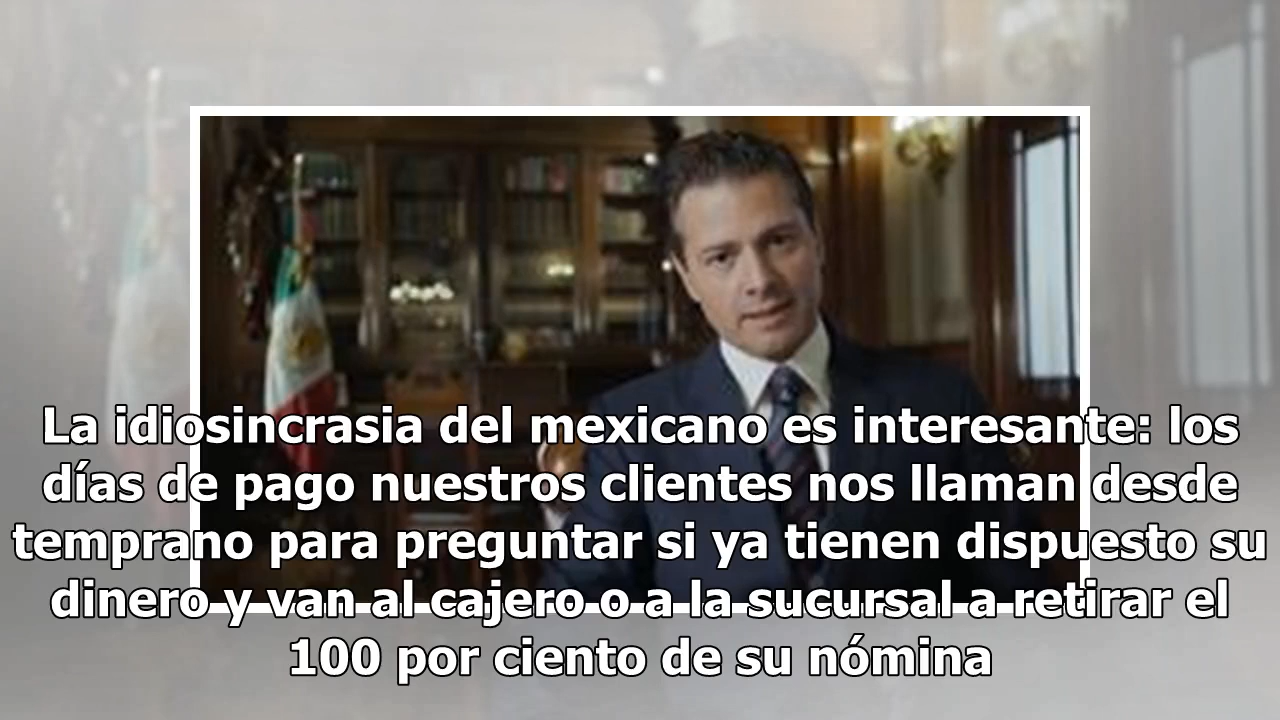 La idiosincrasia del mexicano es interesante: los
días de pago nuestros clientes nos llaman desde
temprano para preguntar si ya tienen dispuesto su
dinero y van al cajero o a la sucursal a retirar el
100 por ciento de su nómina